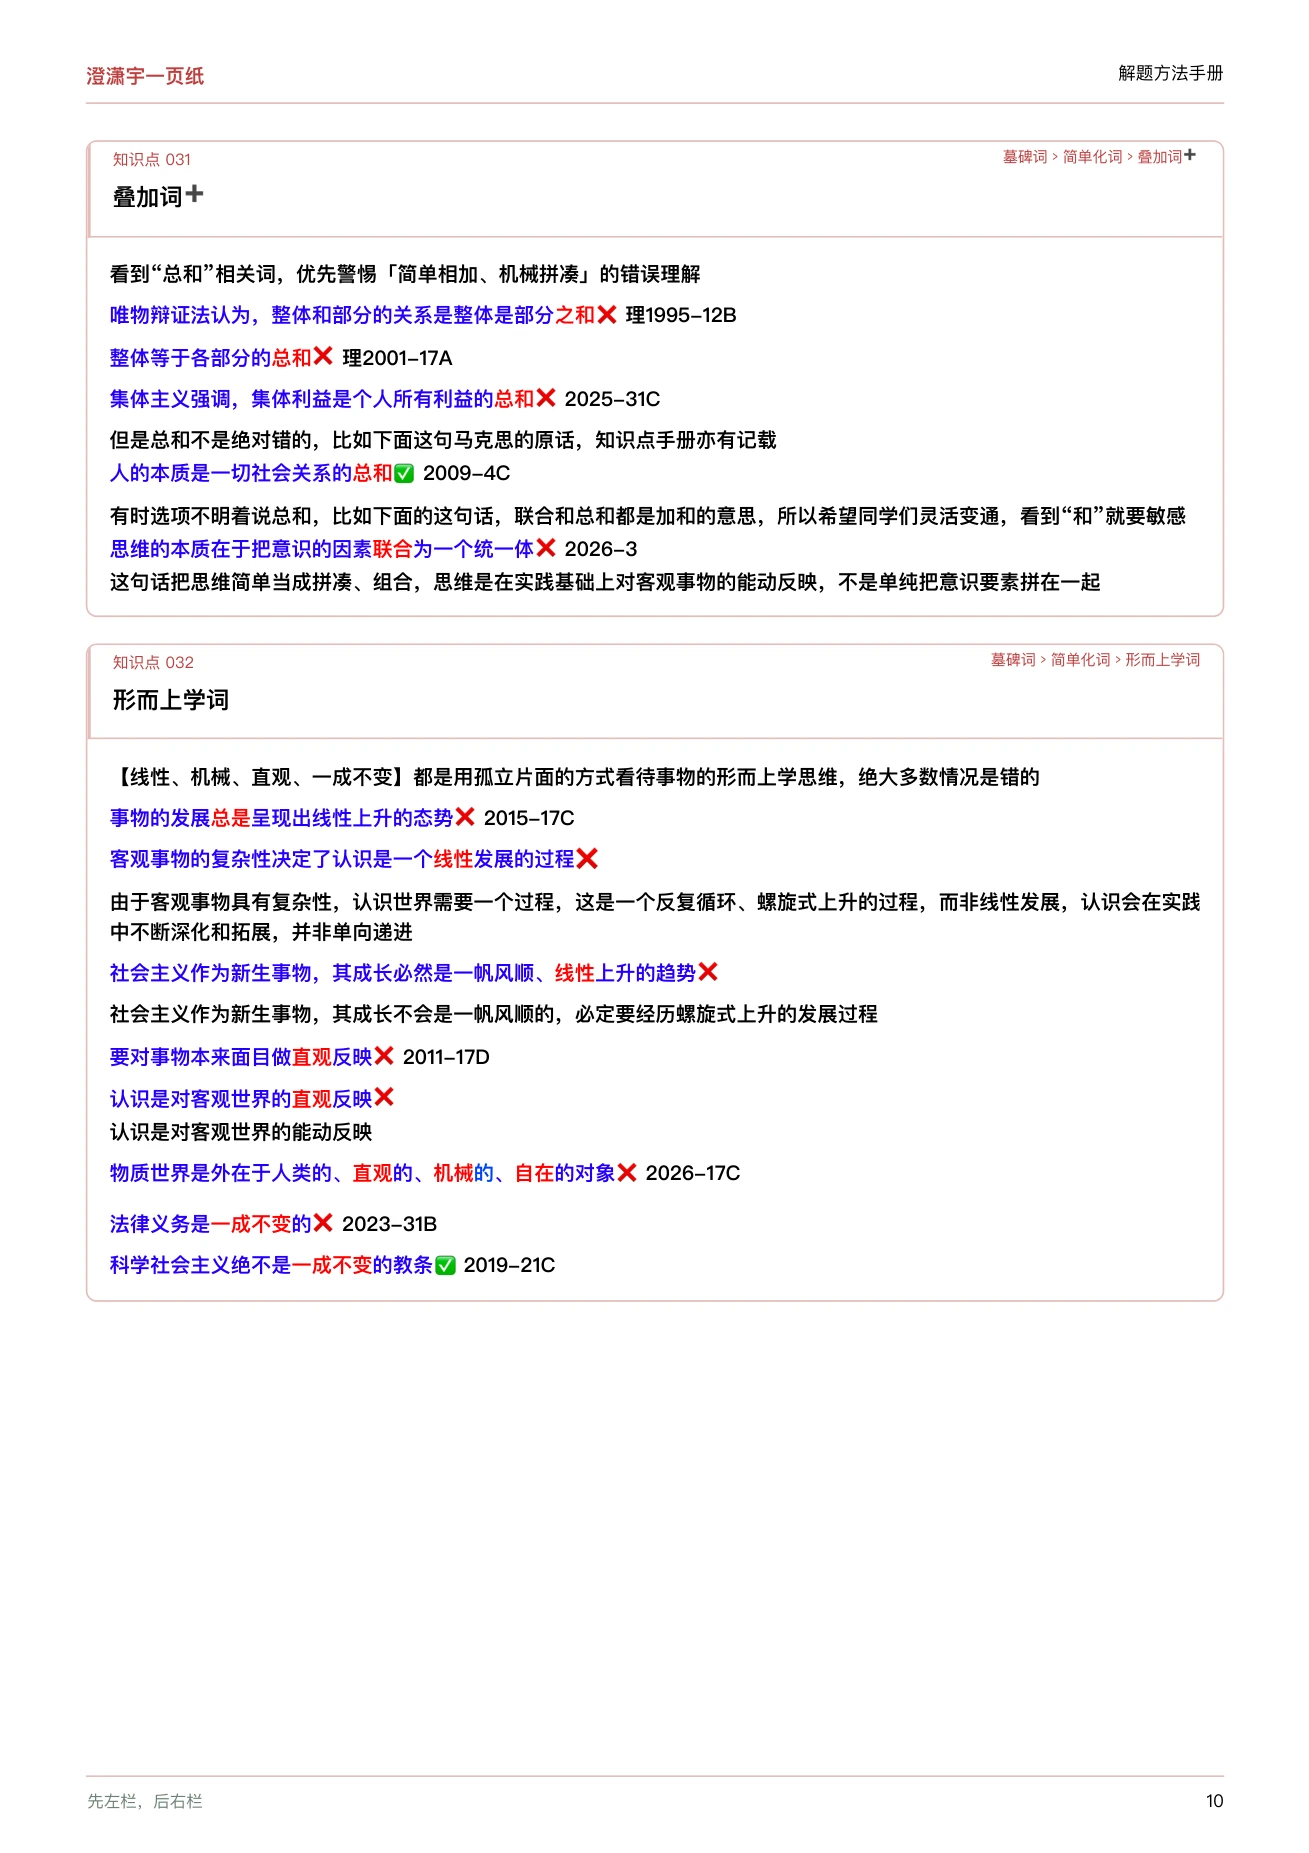 澄潇宇一页纸
解题方法手册
知识点 031
墓碑词 › 简单化词 › 叠加词➕
叠加词➕
看到“总和”相关词，优先警惕「简单相加、机械拼凑」的错误理解
唯物辩证法认为，整体和部分的关系是整体是部分之和❌ 理1995–12B
整体等于各部分的总和❌ 理2001–17A
集体主义强调，集体利益是个人所有利益的总和❌ 2025–31C
但是总和不是绝对错的，比如下面这句马克思的原话，知识点手册亦有记载
人的本质是一切社会关系的总和✅ 2009–4C
有时选项不明着说总和，比如下面的这句话，联合和总和都是加和的意思，所以希望同学们灵活变通，看到“和”就要敏感
思维的本质在于把意识的因素联合为一个统一体❌ 2026–3
这句话把思维简单当成拼凑、组合，思维是在实践基础上对客观事物的能动反映，不是单纯把意识要素拼在一起
知识点 032
墓碑词 › 简单化词 › 形而上学词
形而上学词
【线性、机械、直观、一成不变】都是用孤立片面的方式看待事物的形而上学思维，绝大多数情况是错的
事物的发展总是呈现出线性上升的态势❌ 2015–17C
客观事物的复杂性决定了认识是一个线性发展的过程❌
由于客观事物具有复杂性，认识世界需要一个过程，这是一个反复循环、螺旋式上升的过程，而非线性发展，认识会在实践
中不断深化和拓展，并非单向递进
社会主义作为新生事物，其成长必然是一帆风顺、线性上升的趋势❌
社会主义作为新生事物，其成长不会是一帆风顺的，必定要经历螺旋式上升的发展过程
要对事物本来面目做直观反映❌ 2011–17D
认识是对客观世界的直观反映❌
认识是对客观世界的能动反映
物质世界是外在于人类的、直观的、机械的、自在的对象❌ 2026–17C
法律义务是一成不变的❌ 2023–31B
科学社会主义绝不是一成不变的教条✅ 2019–21C
先左栏，后右栏
10